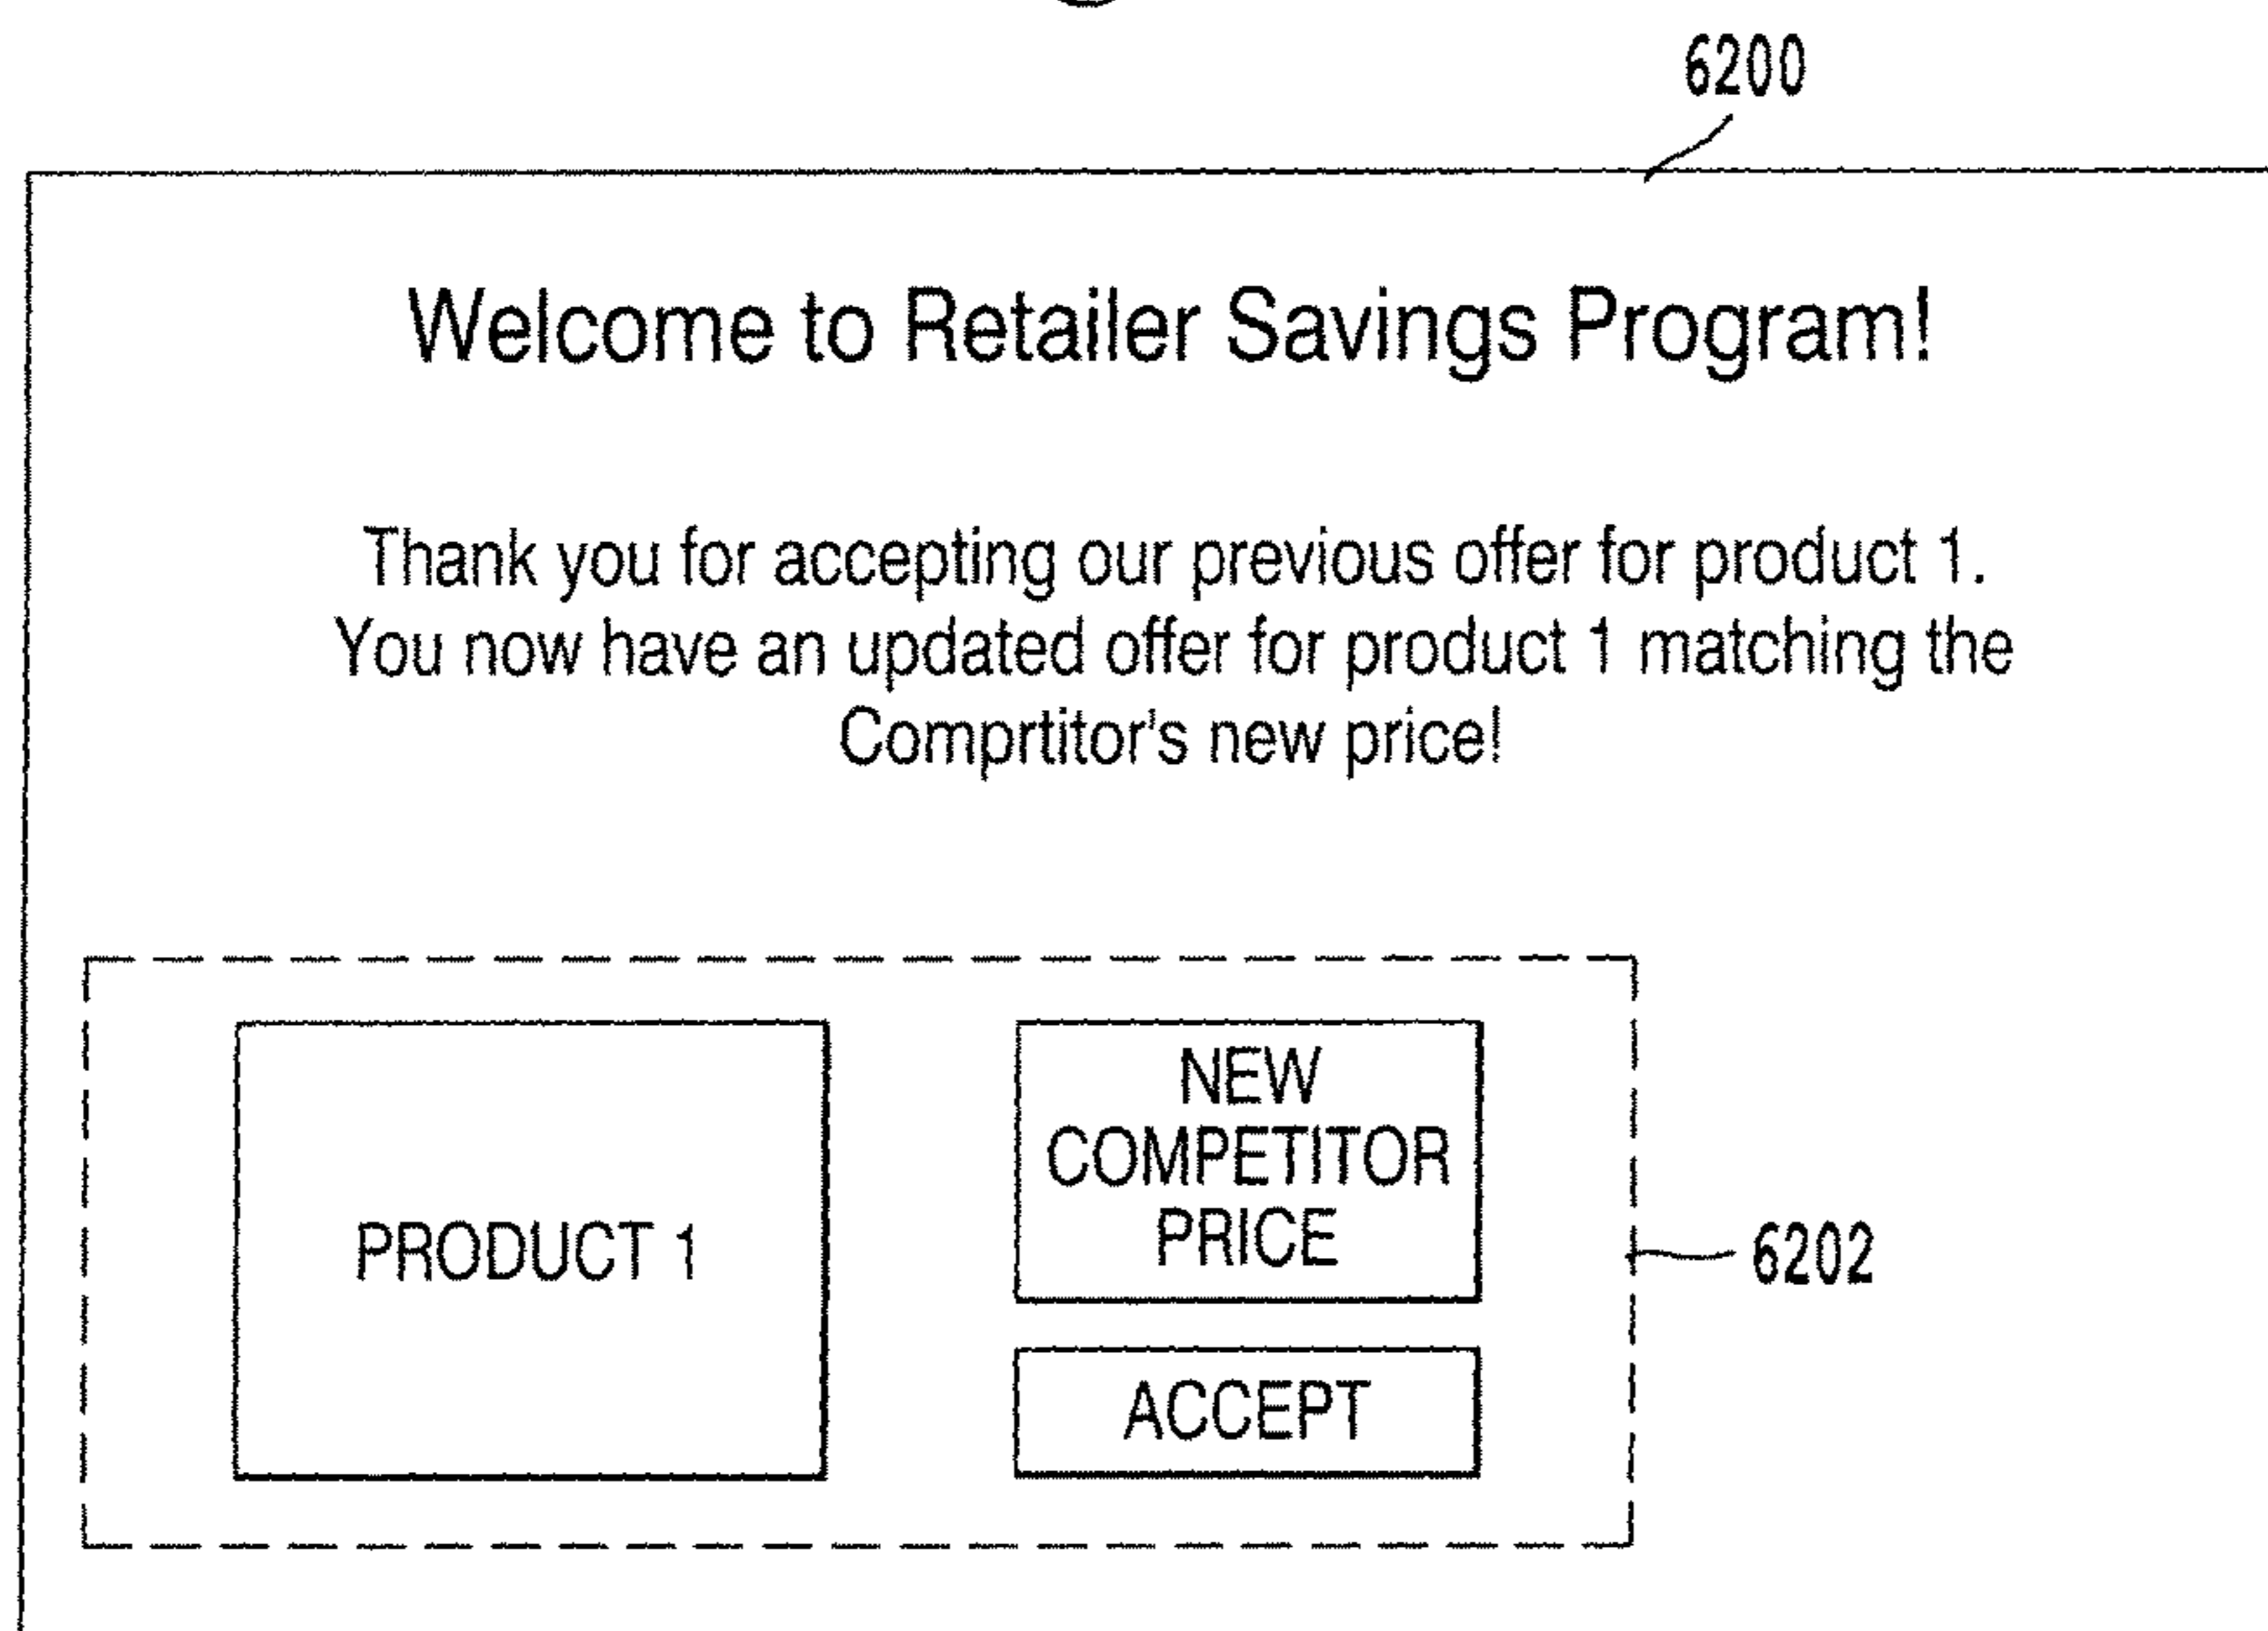 6200
Welcome to Retailer Savings Program!
Thank you for accepting our previous offer for product 1.
You now have an updated offer for product 1 matching the
Comprtitor's new price!
PRODUCT 1
NEW
COMPETITOR
PRICE
ACCEPT
6202